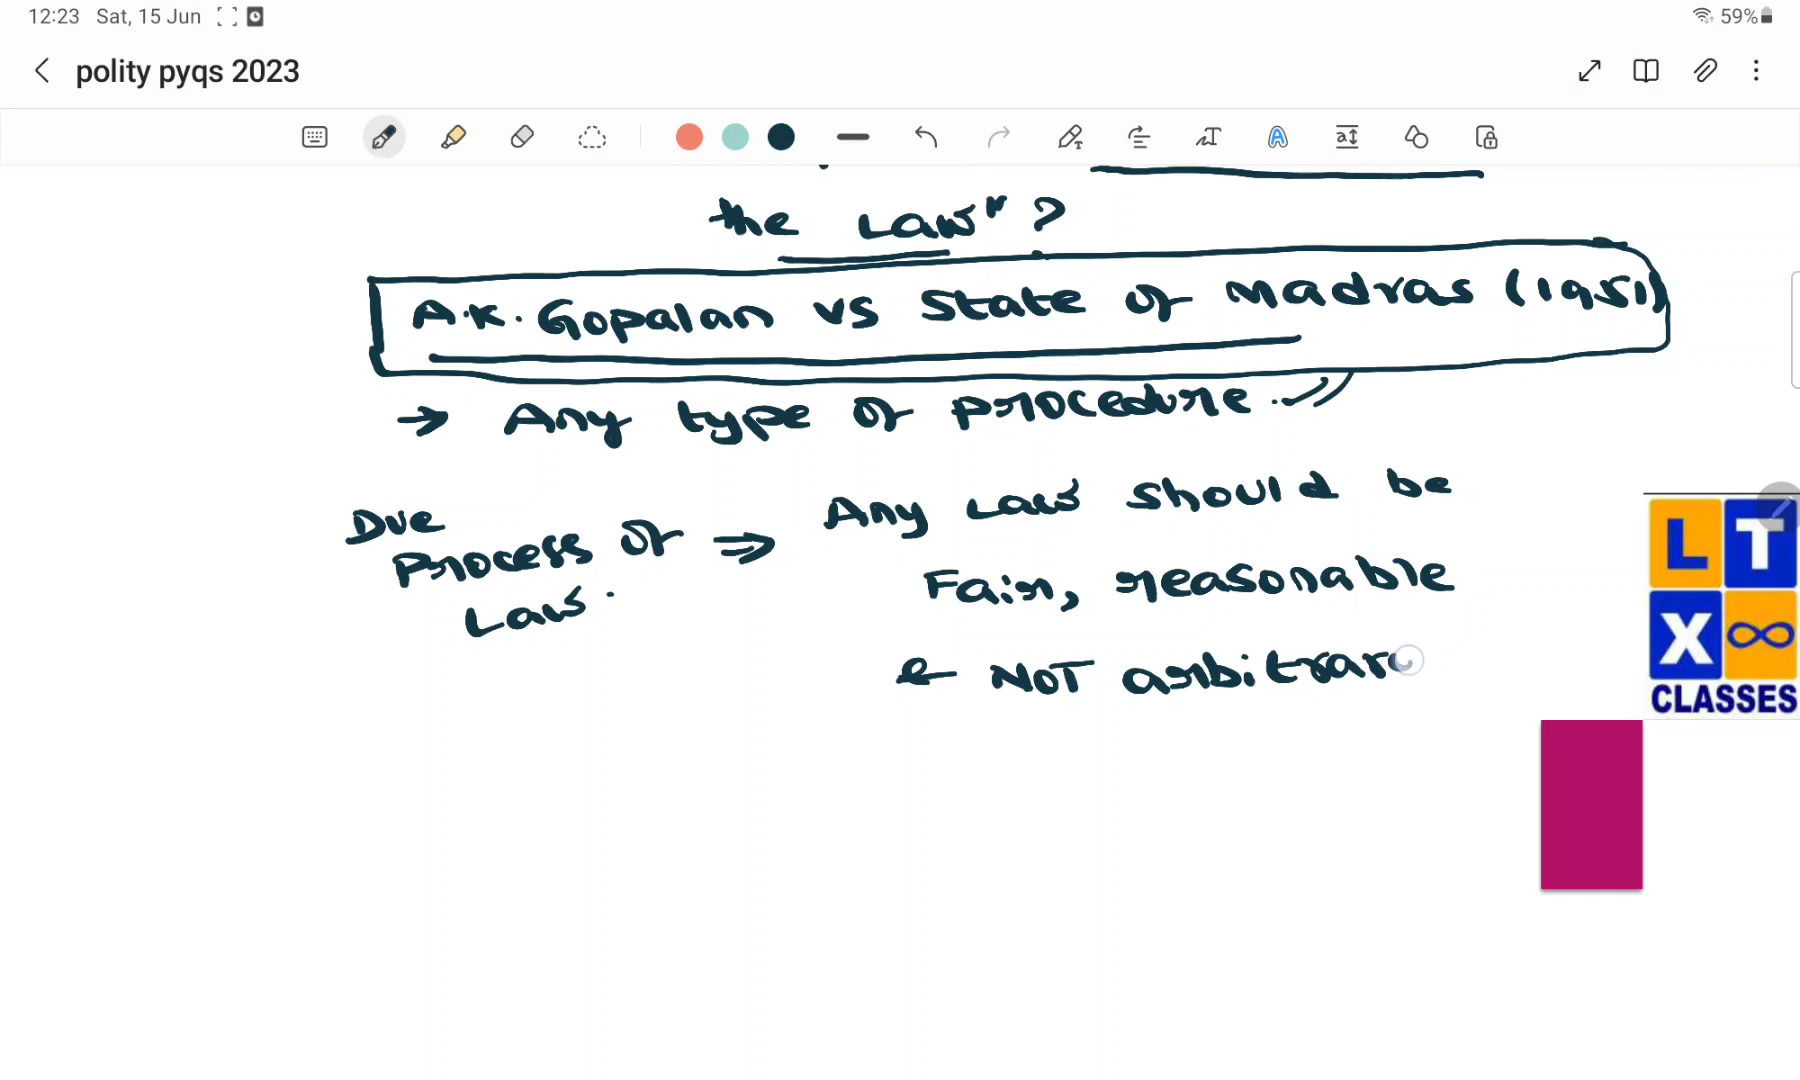 12:23 Sat, 15 Jun 59%
polity pyqs 2023
the Law" ?
A.K. Gopalan vs State of Madras (1951)
→ Any type of procedure.
Due Process of Law. ⇒ Any Law should be
Fair, reasonable
& NOT arbitrar
L T
X ∞
CLASSES